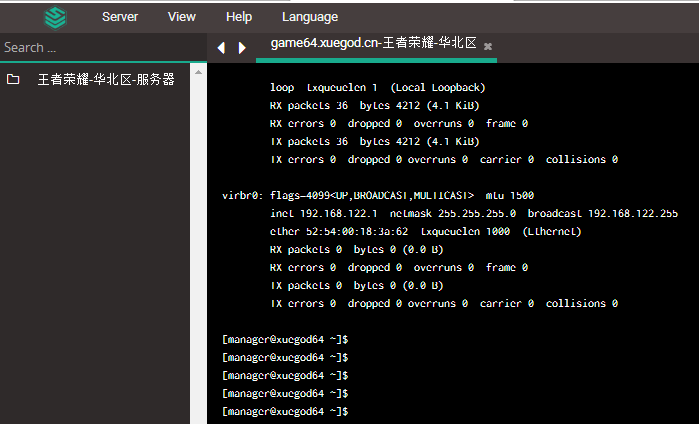 Server View Help Language
Search ...
game64.xuegod.cn-王者荣耀-华北区
王者荣耀-华北区-服务器
loop txqueuelen 1 (Local Loopback)
RX packets 36 bytes 4212 (4.1 KiB)
RX errors 0 dropped 0 overruns 0 frame 0
TX packets 36 bytes 4212 (4.1 KiB)
TX errors 0 dropped 0 overruns 0 carrier 0 collisions 0
virbr0: flags=4099<UP,BROADCAST,MULTICAST> mtu 1500
inet 192.168.122.1 netmask 255.255.255.0 broadcast 192.168.122.255
ether 52:54:00:18:3a:62 txqueuelen 1000 (Ethernet)
RX packets 0 bytes 0 (0.0 B)
RX errors 0 dropped 0 overruns 0 frame 0
TX packets 0 bytes 0 (0.0 B)
TX errors 0 dropped 0 overruns 0 carrier 0 collisions 0
[manager@xuegod64 ~]$
[manager@xuegod64 ~]$
[manager@xuegod64 ~]$
[manager@xuegod64 ~]$
[manager@xuegod64 ~]$